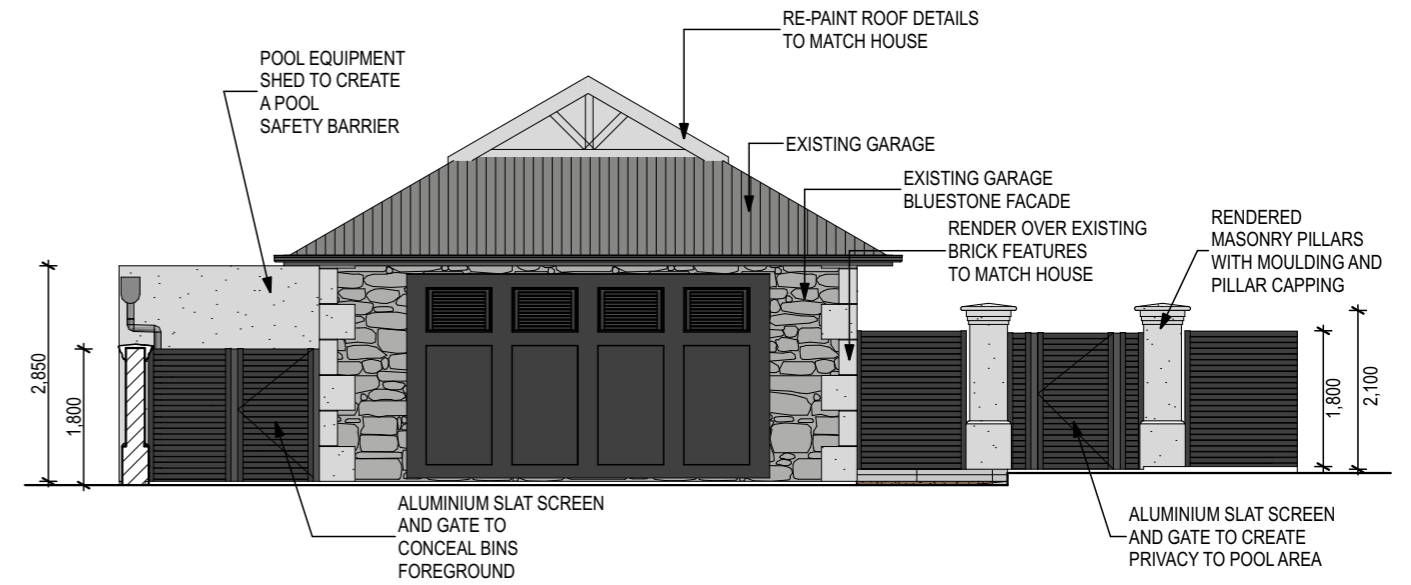 RE-PAINT ROOF DETAILS
TO MATCH HOUSE
POOL EQUIPMENT
SHED TO CREATE
A POOL
SAFETY BARRIER
EXISTING GARAGE
EXISTING GARAGE
BLUESTONE FACADE
RENDER OVER EXISTING
BRICK FEATURES
TO MATCH HOUSE
RENDERED
MASONRY PILLARS
WITH MOULDING AND
PILLAR CAPPING
2,850
1,800
1,800
2,100
ALUMINIUM SLAT SCREEN
AND GATE TO
CONCEAL BINS
FOREGROUND
ALUMINIUM SLAT SCREEN
AND GATE TO CREATE
PRIVACY TO POOL AREA